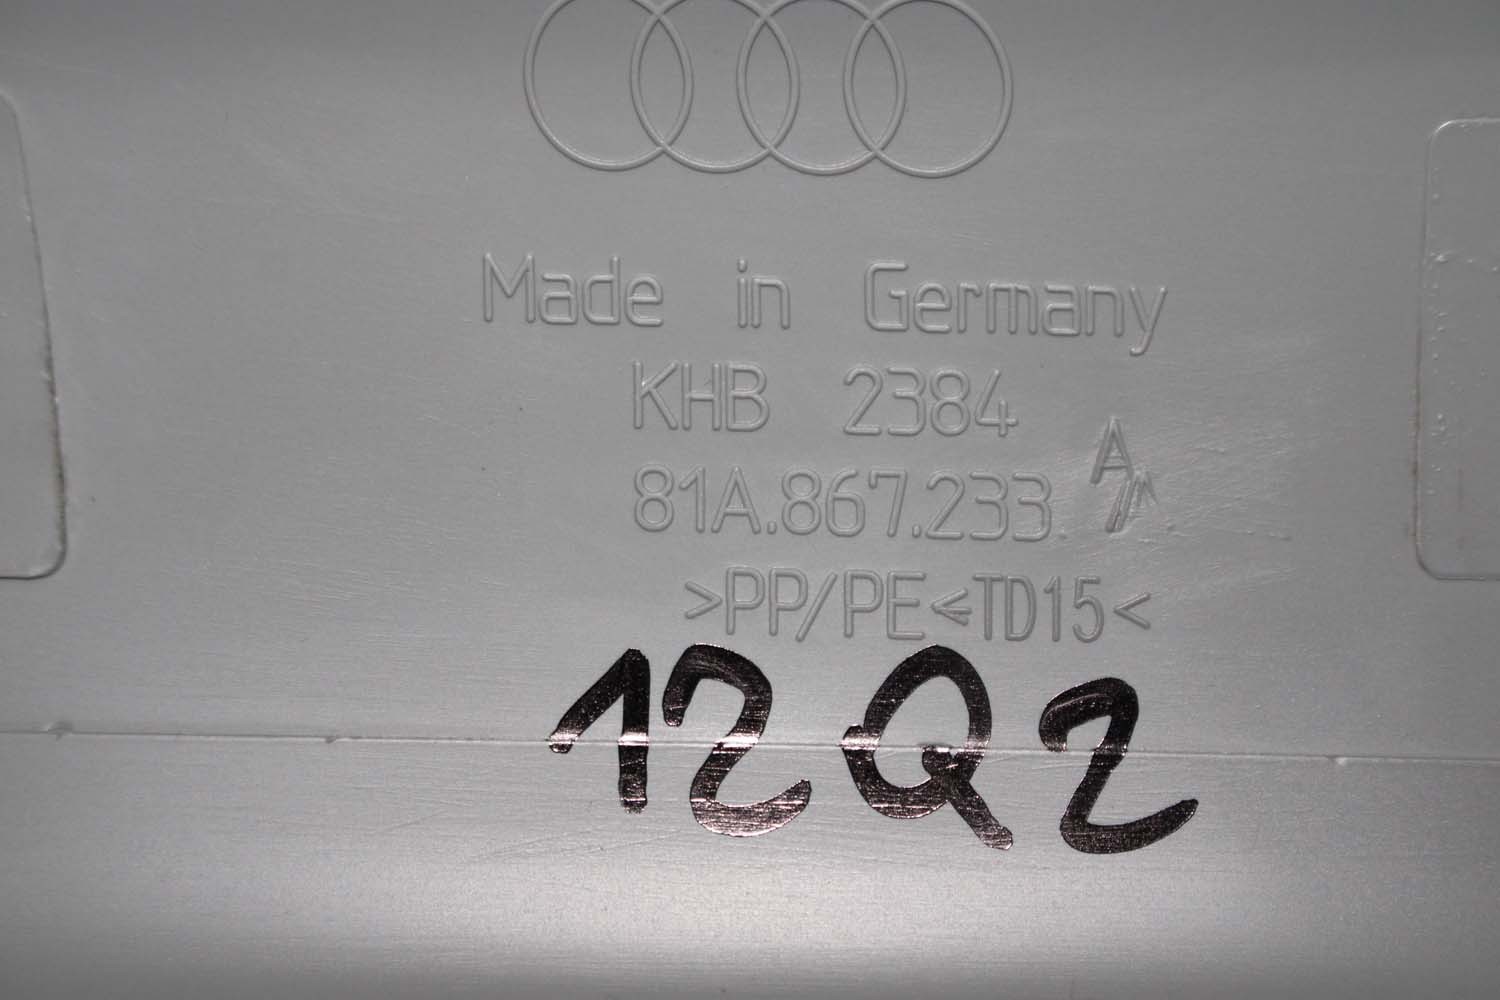 Made in Germany
KHB 2384
81A.867.233. A
>PP/PE<TD15<
12Q2